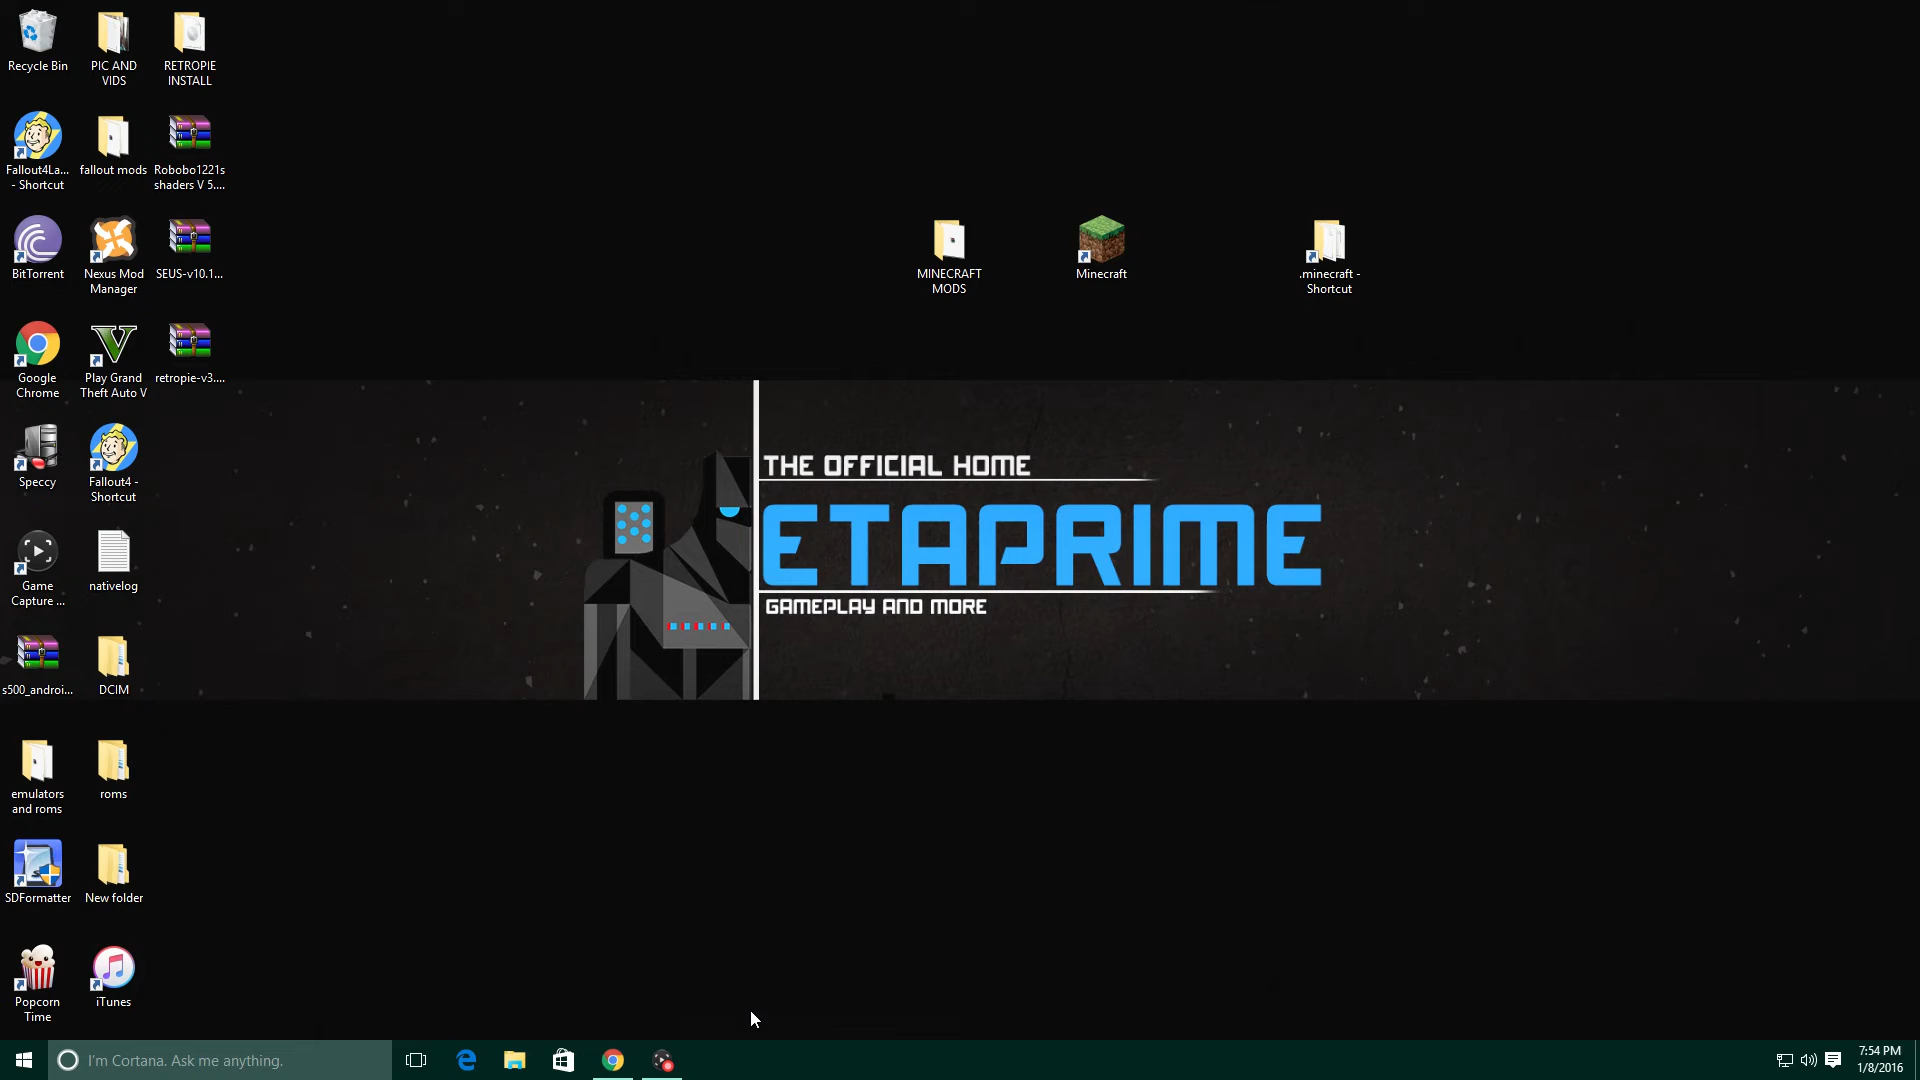 Recycle Bin
PIC AND
VIDS
RETROPIE
INSTALL
Fallout4La...
- Shortcut
fallout mods
Robobo1221s
shaders V 5....
BitTorrent
Nexus Mod
Manager
SEUS-v10.1...
MINECRAFT
MODS
Minecraft
.minecraft -
Shortcut
Google
Chrome
Play Grand
Theft Auto V
retropie-v3....
Speccy
Fallout4 -
Shortcut
THE OFFICIAL HOME
ETAPRIME
GAMEPLAY AND MORE
Game
Capture ...
nativelog
s500_androi...
DCIM
emulators
and roms
roms
SDFormatter
New folder
Popcorn
Time
iTunes
I'm Cortana. Ask me anything.
7:54 PM
1/8/2016